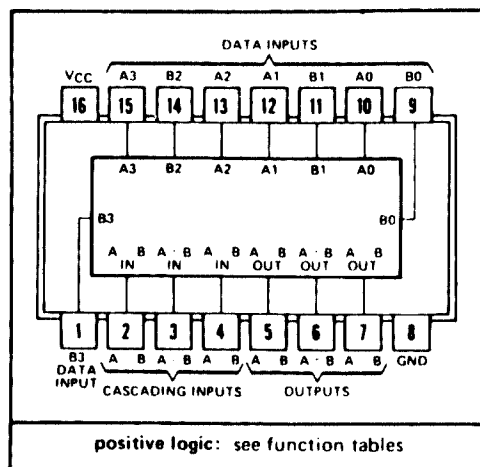 DATA INPUTS
VCC A3 B2 A2 A1 B1 A0 B0
16 15 14 13 12 11 10 9
A3 B2 A2 A1 B1 A0
B3 B0
A B A B A B A B A B A B
IN IN IN OUT OUT OUT
1 2 3 4 5 6 7 8
B3 A B A B A B A B A B A B GND
DATA
INPUT CASCADING INPUTS OUTPUTS
positive logic: see function tables